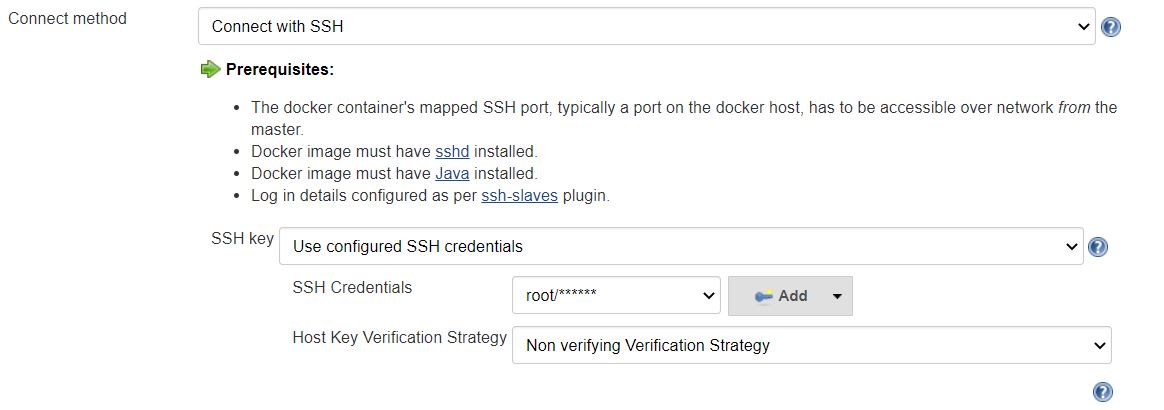 Connect method
Connect with SSH
Prerequisites:
• The docker container's mapped SSH port, typically a port on the docker host, has to be accessible over network from the
master.
• Docker image must have sshd installed.
• Docker image must have Java installed.
• Log in details configured as per ssh-slaves plugin.
SSH key
Use configured SSH credentials
SSH Credentials
root/******
Add
Host Key Verification Strategy
Non verifying Verification Strategy